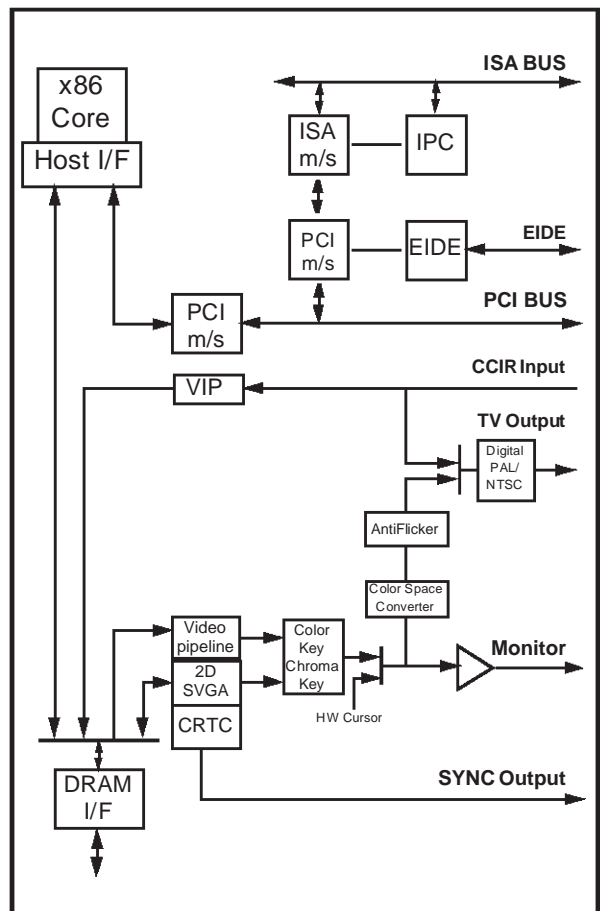 ISA BUS
x86
Core
Host I/F
ISA
m/s
IPC
PCI
m/s
EIDE
EIDE
PCI BUS
PCI
m/s
CCIR Input
VIP
TV Output
Digital
PAL/
NTSC
AntiFlicker
Color Space
Converter
Video
pipeline
Color
Key
Chroma
Key
Monitor
2D
SVGA
HW Cursor
CRTC
SYNC Output
DRAM
I/F